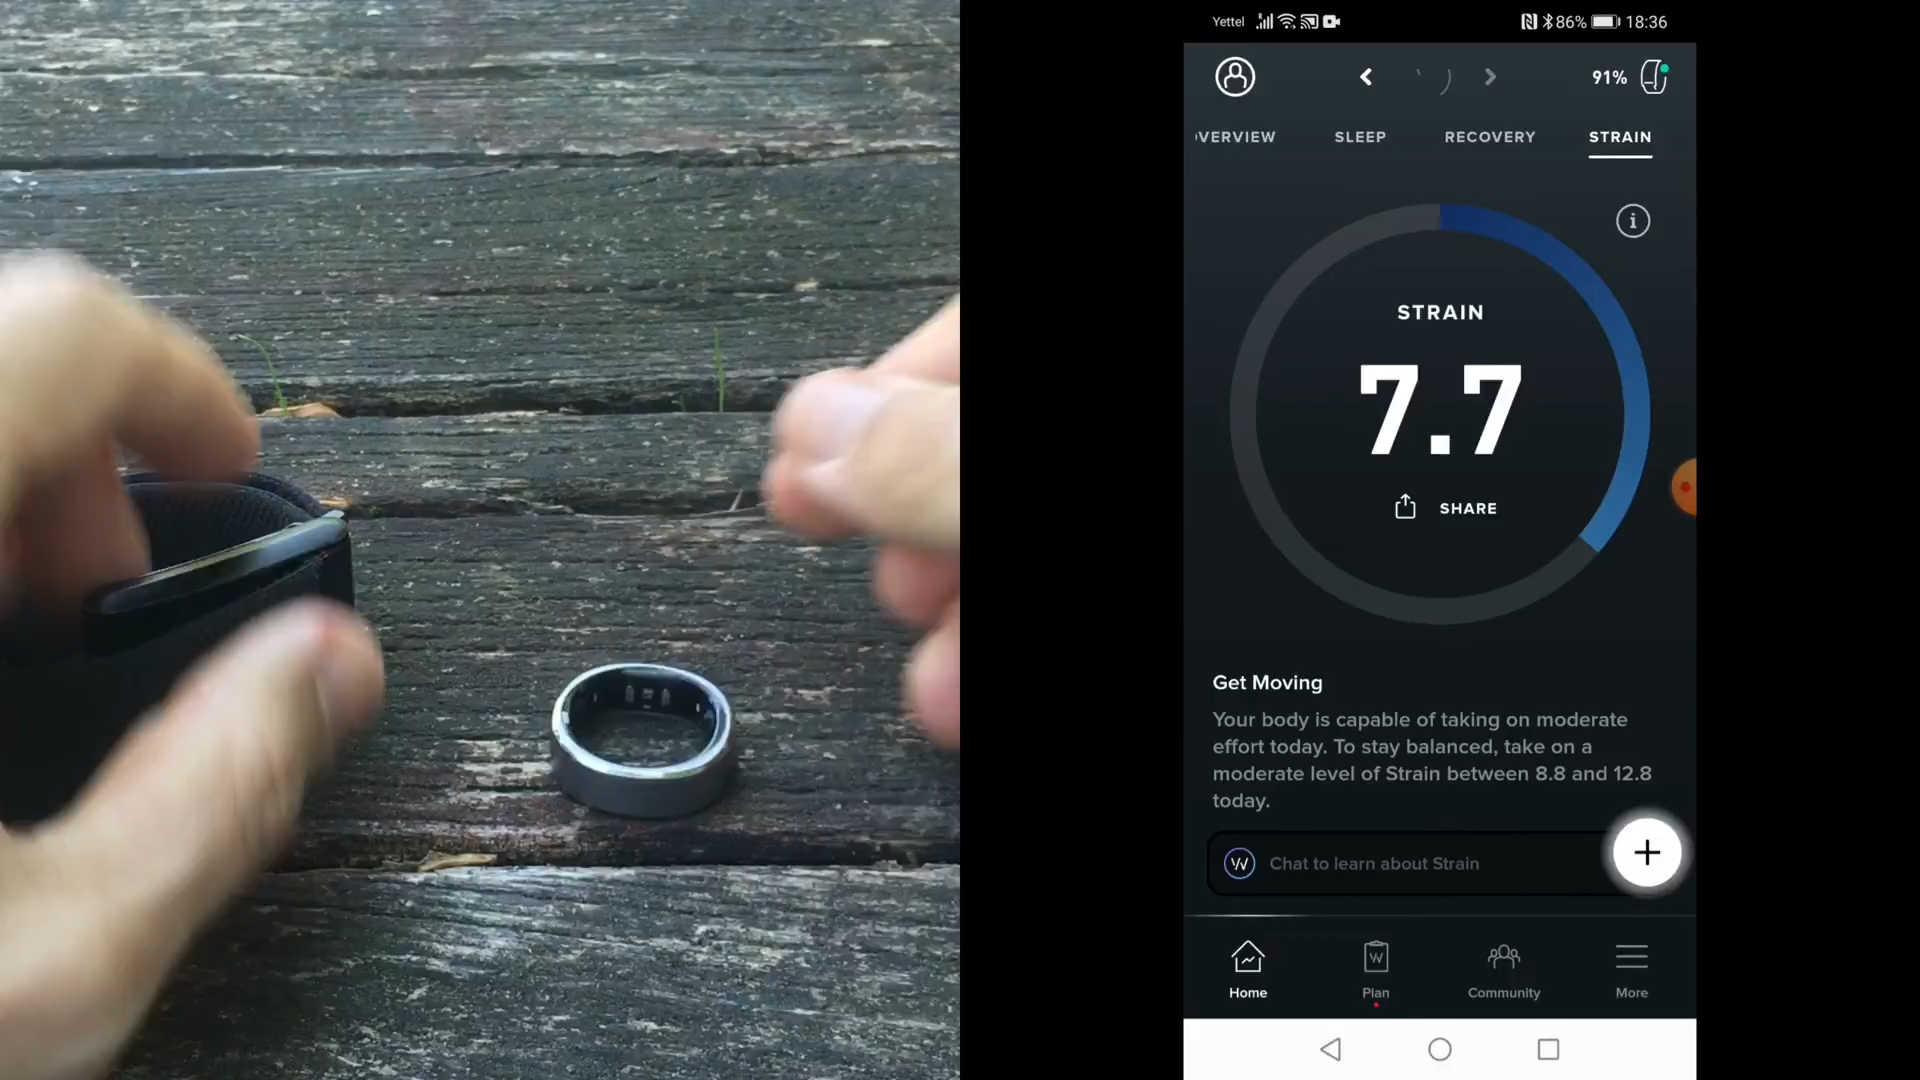 Yettel 86% 18:36
91%
VERVIEW SLEEP RECOVERY STRAIN
STRAIN
7.7
SHARE
Get Moving
Your body is capable of taking on moderate
effort today. To stay balanced, take on a
moderate level of Strain between 8.8 and 12.8
today.
W Chat to learn about Strain
Home Plan Community More